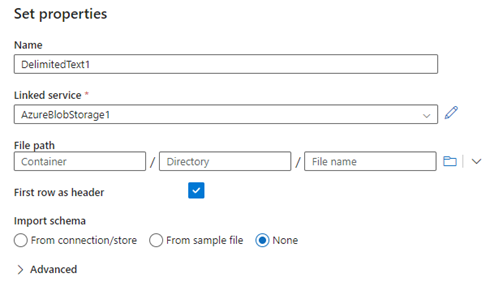 Set properties
Name
DelimitedText1
Linked service *
AzureBlobStorage1
File path
Container / Directory / File name
First row as header
Import schema
From connection/store From sample file None
Advanced